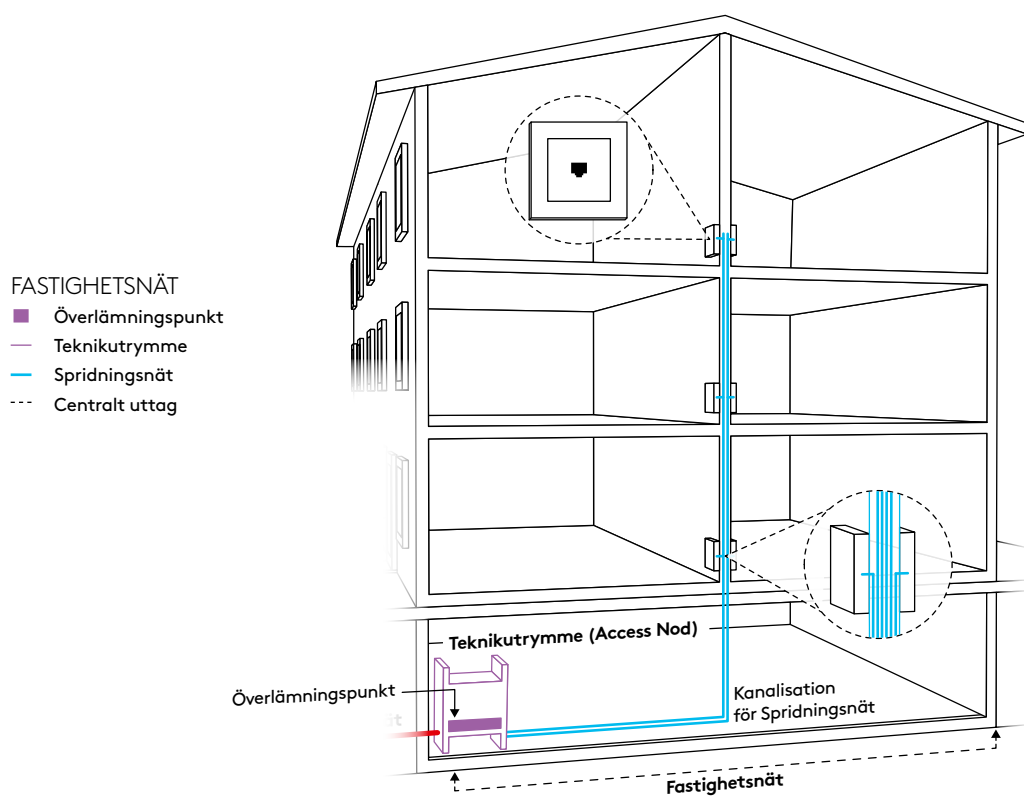 FASTIGHETSNÄT
Överlämningspunkt
Teknikutrymme
Spridningsnät
Centralt uttag
Teknikutrymme (Access Nod)
Överlämningspunkt
Kanalisation
för Spridningsnät
Fastighetsnät